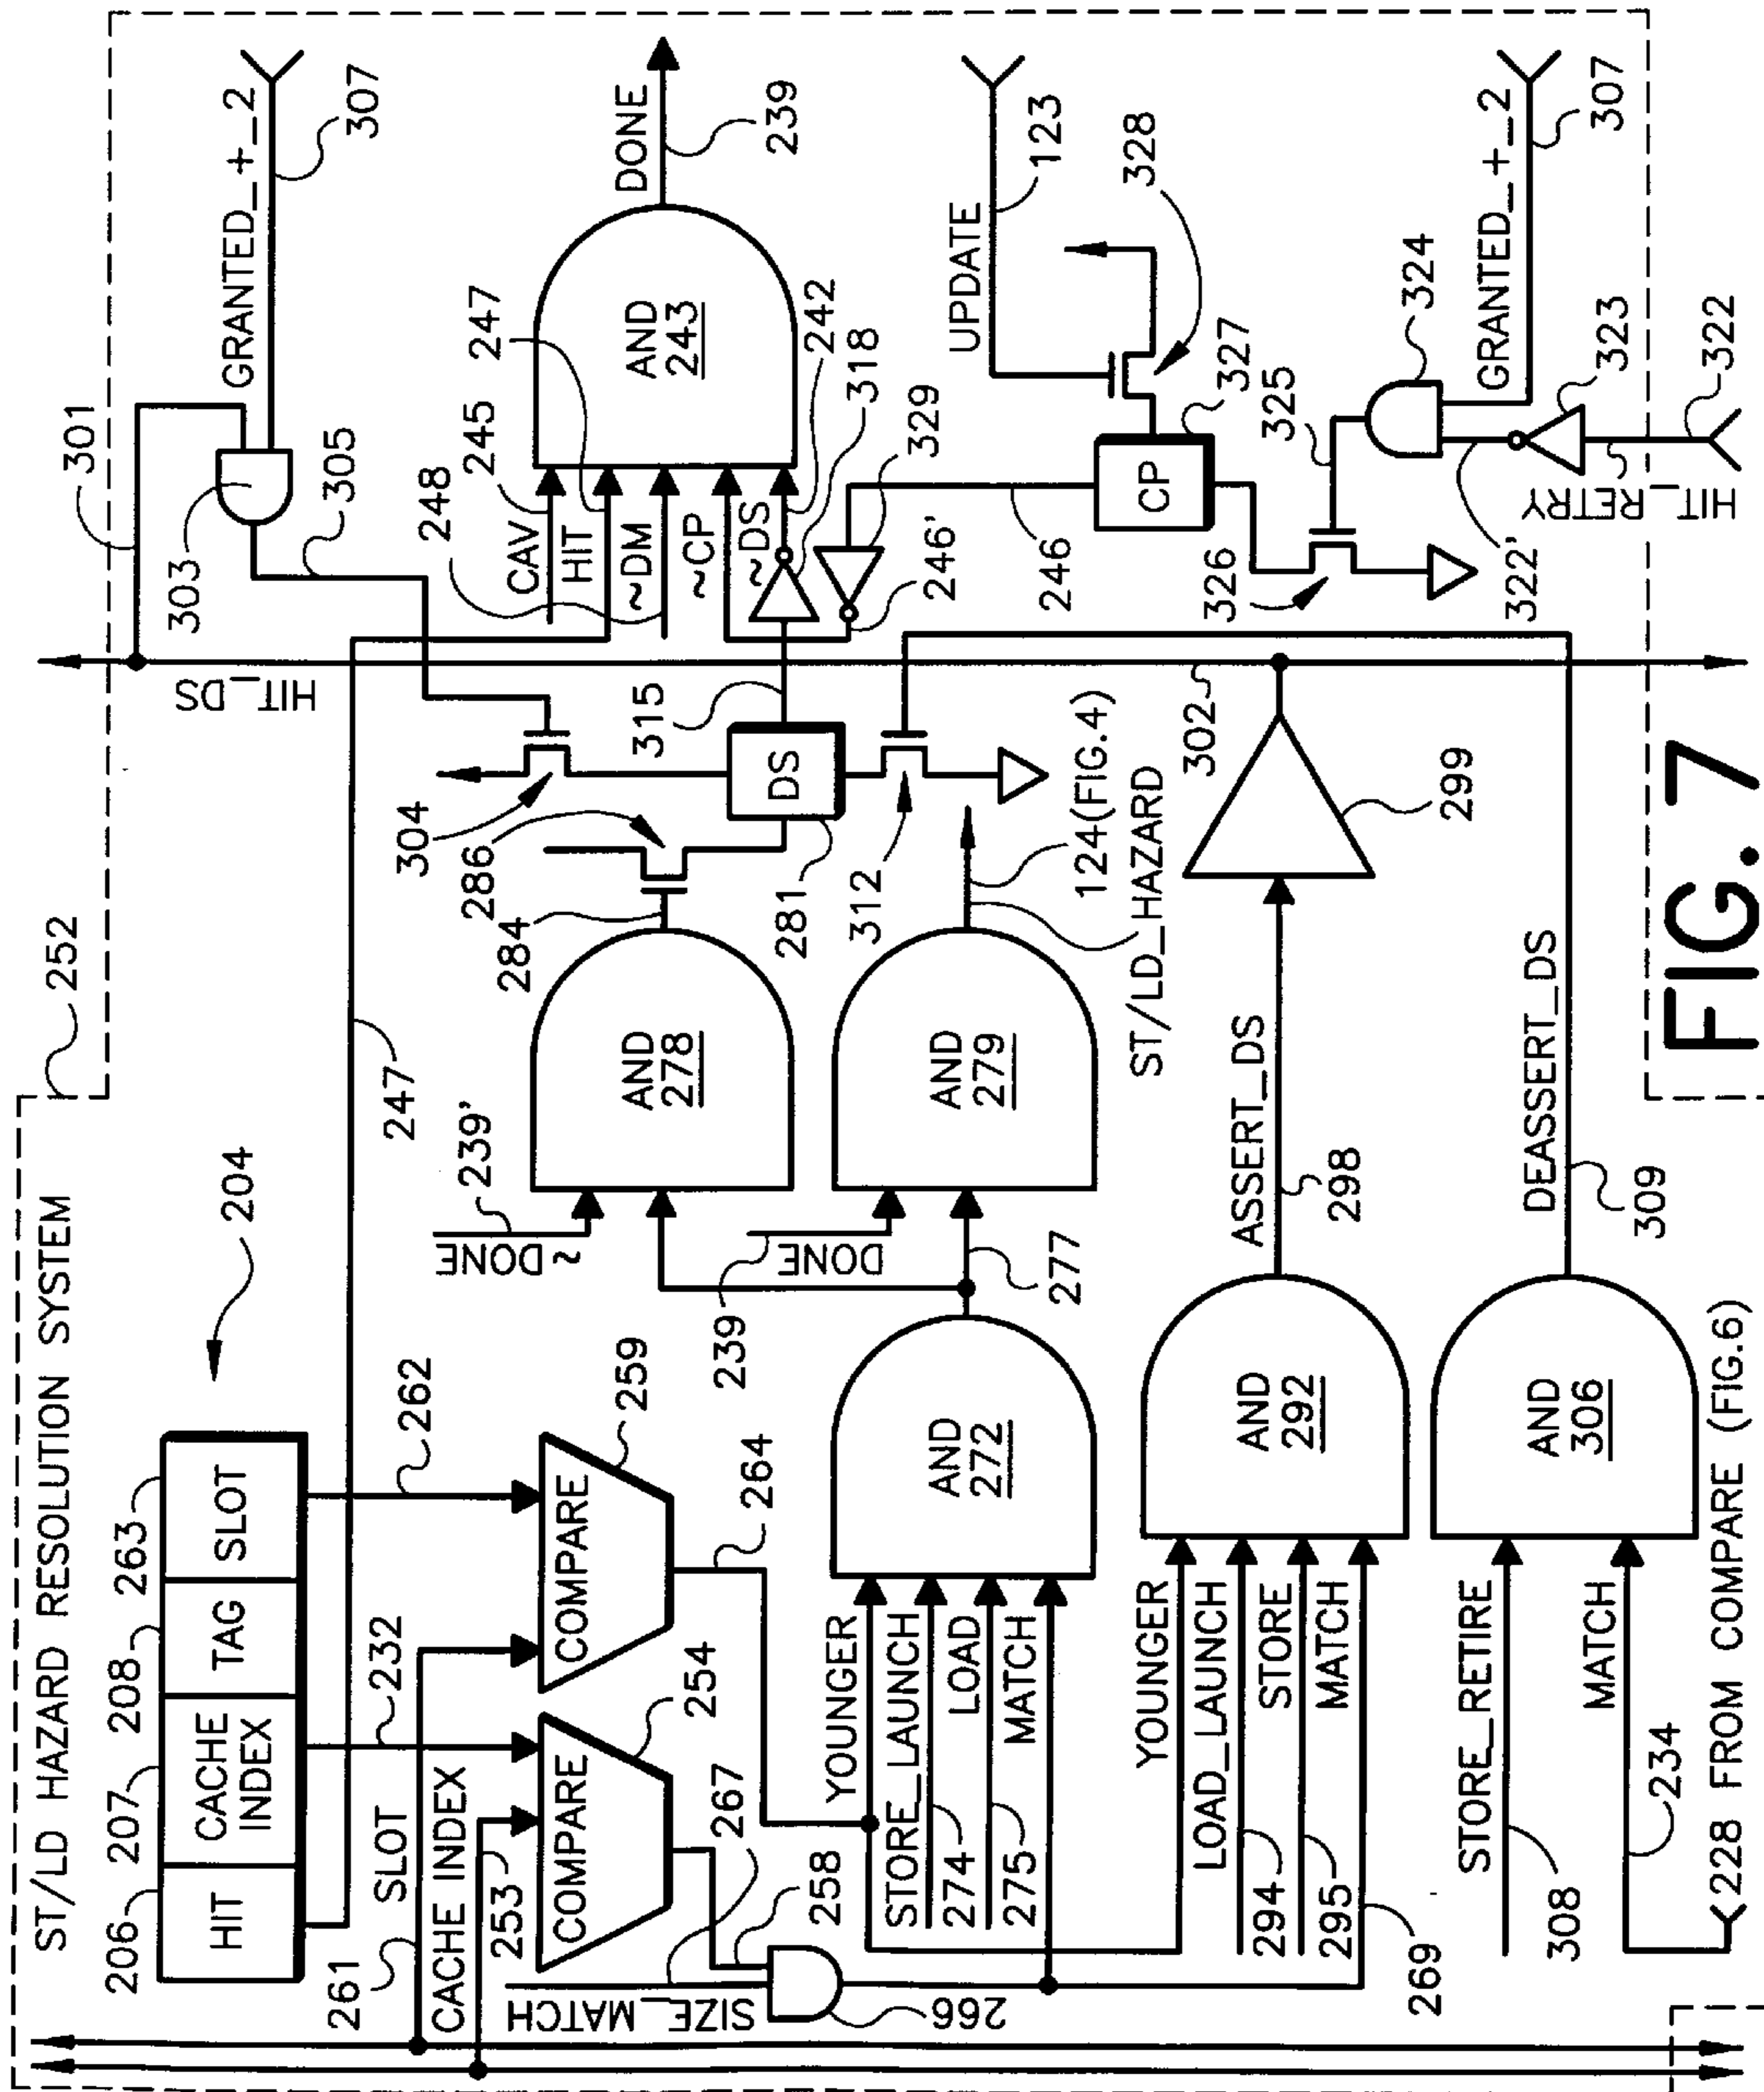 ST/LD HAZARD RESOLUTION SYSTEM
252
204
206
207
208
263
HIT
CACHE
INDEX
TAG
SLOT
247
261
SLOT
232
262
CACHE INDEX
253
COMPARE
254
COMPARE
259
267
264
SIZE_MATCH
258
266
YOUNGER
STORE_LAUNCH
274
LOAD
275
MATCH
AND
272
277
~
DONE
239'
239
DONE
AND
278
284
286
304
AND
279
312
281
DS
315
124(FIG.4)
ST/LD_HAZARD
YOUNGER
LOAD_LAUNCH
294
STORE
295
MATCH
269
AND
292
ASSERT_DS
298
299
302
STORE_RETIRE
308
MATCH
234
228 FROM COMPARE (FIG.6)
AND
306
DEASSERT_DS
309
301
HIT_DS
303
305
GRANTED_+_2
307
248
245
247
CAV
HIT
~DM
~CP
~DS
AND
243
DONE
239
242
318
329
246'
246
UPDATE
123
328
CP
327
326
325
324
GRANTED_+_2
307
323
322'
322
HIT_RETRY
FIG. 7